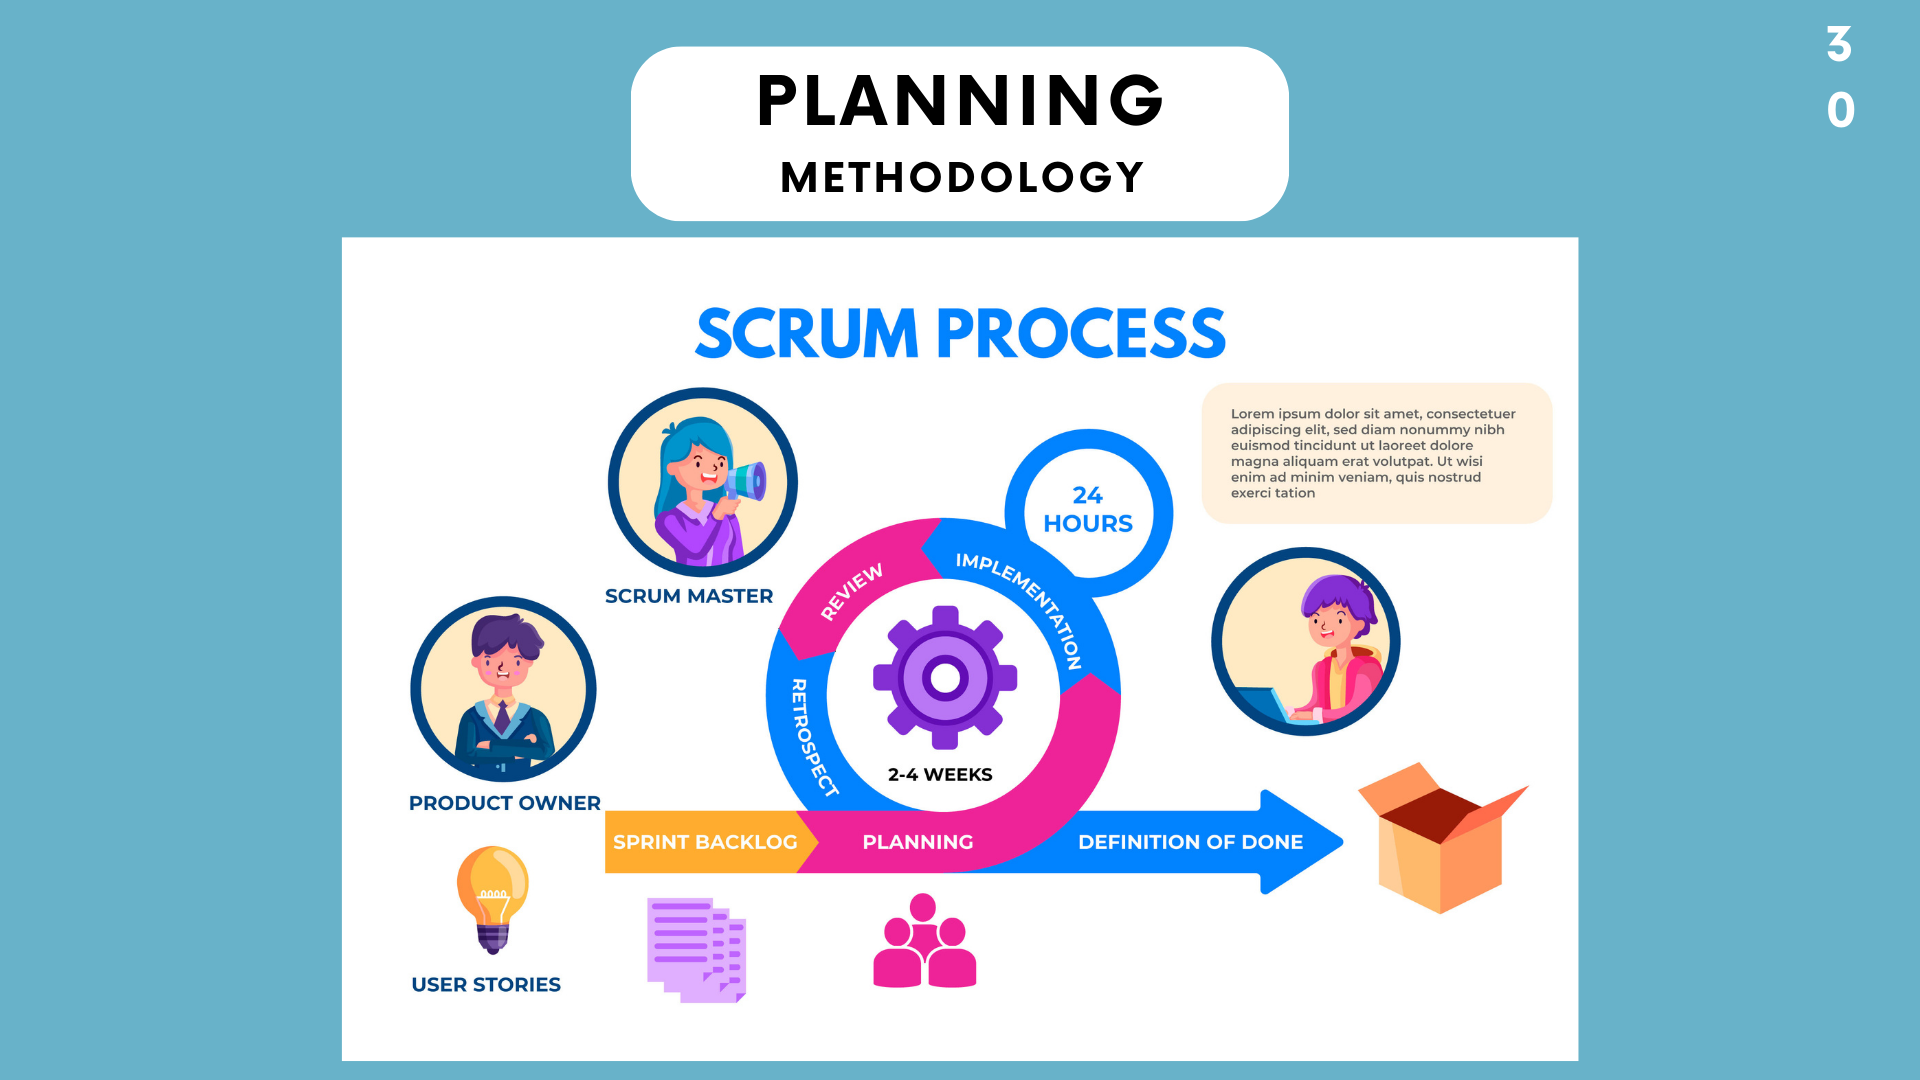 PLANNING
METHODOLOGY
3
0
SCRUM PROCESS
Lorem ipsum dolor sit amet, consectetuer
adipiscing elit, sed diam nonummy nibh
euismod tincidunt ut laoreet dolore
magna aliquam erat volutpat. Ut wisi
enim ad minim veniam, quis nostrud
exerci tation
24
HOURS
SCRUM MASTER
REVIEW
IMPLEMENTATION
RETROSPECT
2-4 WEEKS
PRODUCT OWNER
SPRINT BACKLOG
PLANNING
DEFINITION OF DONE
USER STORIES